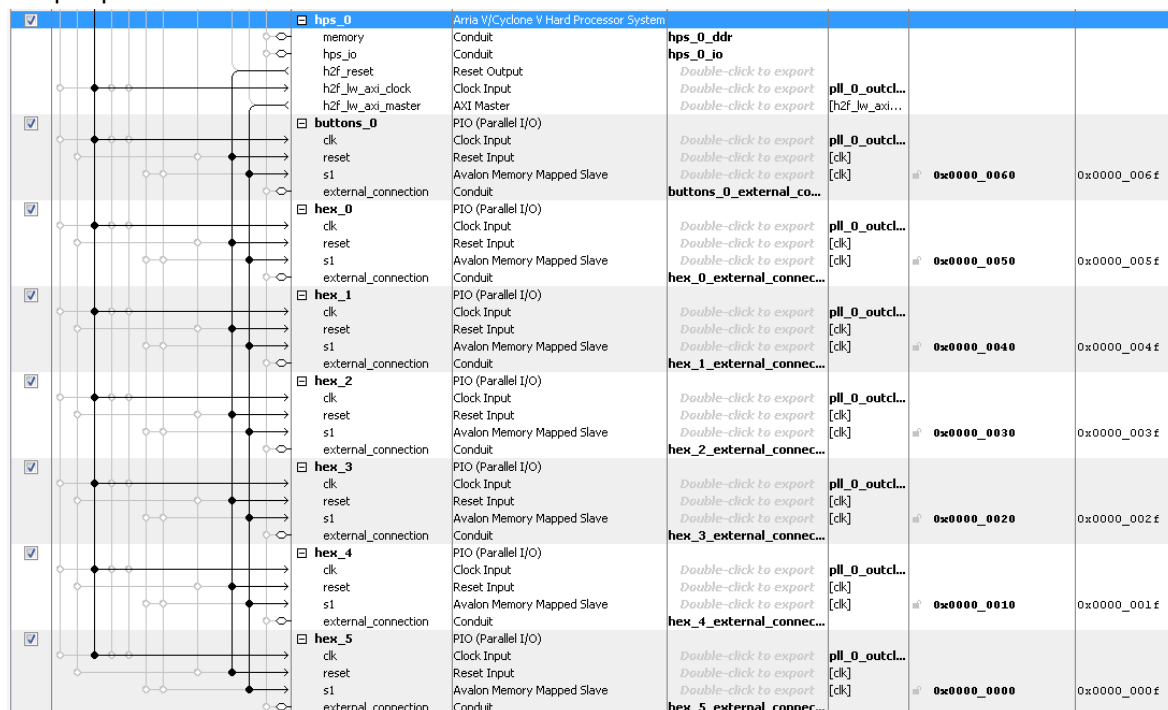 hps_0 Arria V/Cyclone V Hard Processor System
memory Conduit hps_0_ddr
hps_io Conduit hps_0_io
h2f_reset Reset Output Double-click to export
h2f_lw_axi_clock Clock Input Double-click to export pll_0_outcl...
h2f_lw_axi_master AXI Master Double-click to export [h2f_lw_axi...
buttons_0 PIO (Parallel I/O)
clk Clock Input Double-click to export pll_0_outcl...
reset Reset Input Double-click to export [clk]
s1 Avalon Memory Mapped Slave Double-click to export [clk] 0x0000_0060 0x0000_006f
external_connection Conduit buttons_0_external_co...
hex_0 PIO (Parallel I/O)
clk Clock Input Double-click to export pll_0_outcl...
reset Reset Input Double-click to export [clk]
s1 Avalon Memory Mapped Slave Double-click to export [clk] 0x0000_0050 0x0000_005f
external_connection Conduit hex_0_external_connec...
hex_1 PIO (Parallel I/O)
clk Clock Input Double-click to export pll_0_outcl...
reset Reset Input Double-click to export [clk]
s1 Avalon Memory Mapped Slave Double-click to export [clk] 0x0000_0040 0x0000_004f
external_connection Conduit hex_1_external_connec...
hex_2 PIO (Parallel I/O)
clk Clock Input Double-click to export pll_0_outcl...
reset Reset Input Double-click to export [clk]
s1 Avalon Memory Mapped Slave Double-click to export [clk] 0x0000_0030 0x0000_003f
external_connection Conduit hex_2_external_connec...
hex_3 PIO (Parallel I/O)
clk Clock Input Double-click to export pll_0_outcl...
reset Reset Input Double-click to export [clk]
s1 Avalon Memory Mapped Slave Double-click to export [clk] 0x0000_0020 0x0000_002f
external_connection Conduit hex_3_external_connec...
hex_4 PIO (Parallel I/O)
clk Clock Input Double-click to export pll_0_outcl...
reset Reset Input Double-click to export [clk]
s1 Avalon Memory Mapped Slave Double-click to export [clk] 0x0000_0010 0x0000_001f
external_connection Conduit hex_4_external_connec...
hex_5 PIO (Parallel I/O)
clk Clock Input Double-click to export pll_0_outcl...
reset Reset Input Double-click to export [clk]
s1 Avalon Memory Mapped Slave Double-click to export [clk] 0x0000_0000 0x0000_000f
external_connection Conduit hex_5_external_connec...